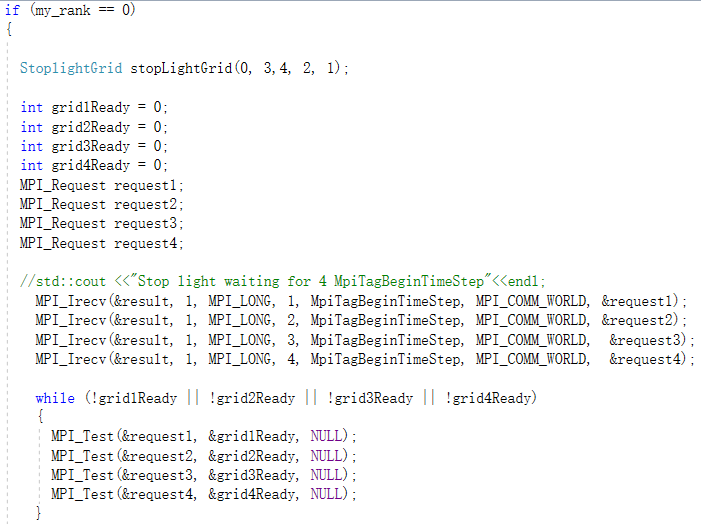 if (my_rank == 0)
{
StoplightGrid stopLightGrid(0, 3,4, 2, 1);
int grid1Ready = 0;
int grid2Ready = 0;
int grid3Ready = 0;
int grid4Ready = 0;
MPI_Request request1;
MPI_Request request2;
MPI_Request request3;
MPI_Request request4;
//std::cout <<"Stop light waiting for 4 MpiTagBeginTimeStep"<<endl;
MPI_Irecv(&result, 1, MPI_LONG, 1, MpiTagBeginTimeStep, MPI_COMM_WORLD, &request1);
MPI_Irecv(&result, 1, MPI_LONG, 2, MpiTagBeginTimeStep, MPI_COMM_WORLD, &request2);
MPI_Irecv(&result, 1, MPI_LONG, 3, MpiTagBeginTimeStep, MPI_COMM_WORLD,  &request3);
MPI_Irecv(&result, 1, MPI_LONG, 4, MpiTagBeginTimeStep, MPI_COMM_WORLD,  &request4);
while (!grid1Ready || !grid2Ready || !grid3Ready || !grid4Ready)
{
MPI_Test(&request1, &grid1Ready, NULL);
MPI_Test(&request2, &grid2Ready, NULL);
MPI_Test(&request3, &grid3Ready, NULL);
MPI_Test(&request4, &grid4Ready, NULL);
}